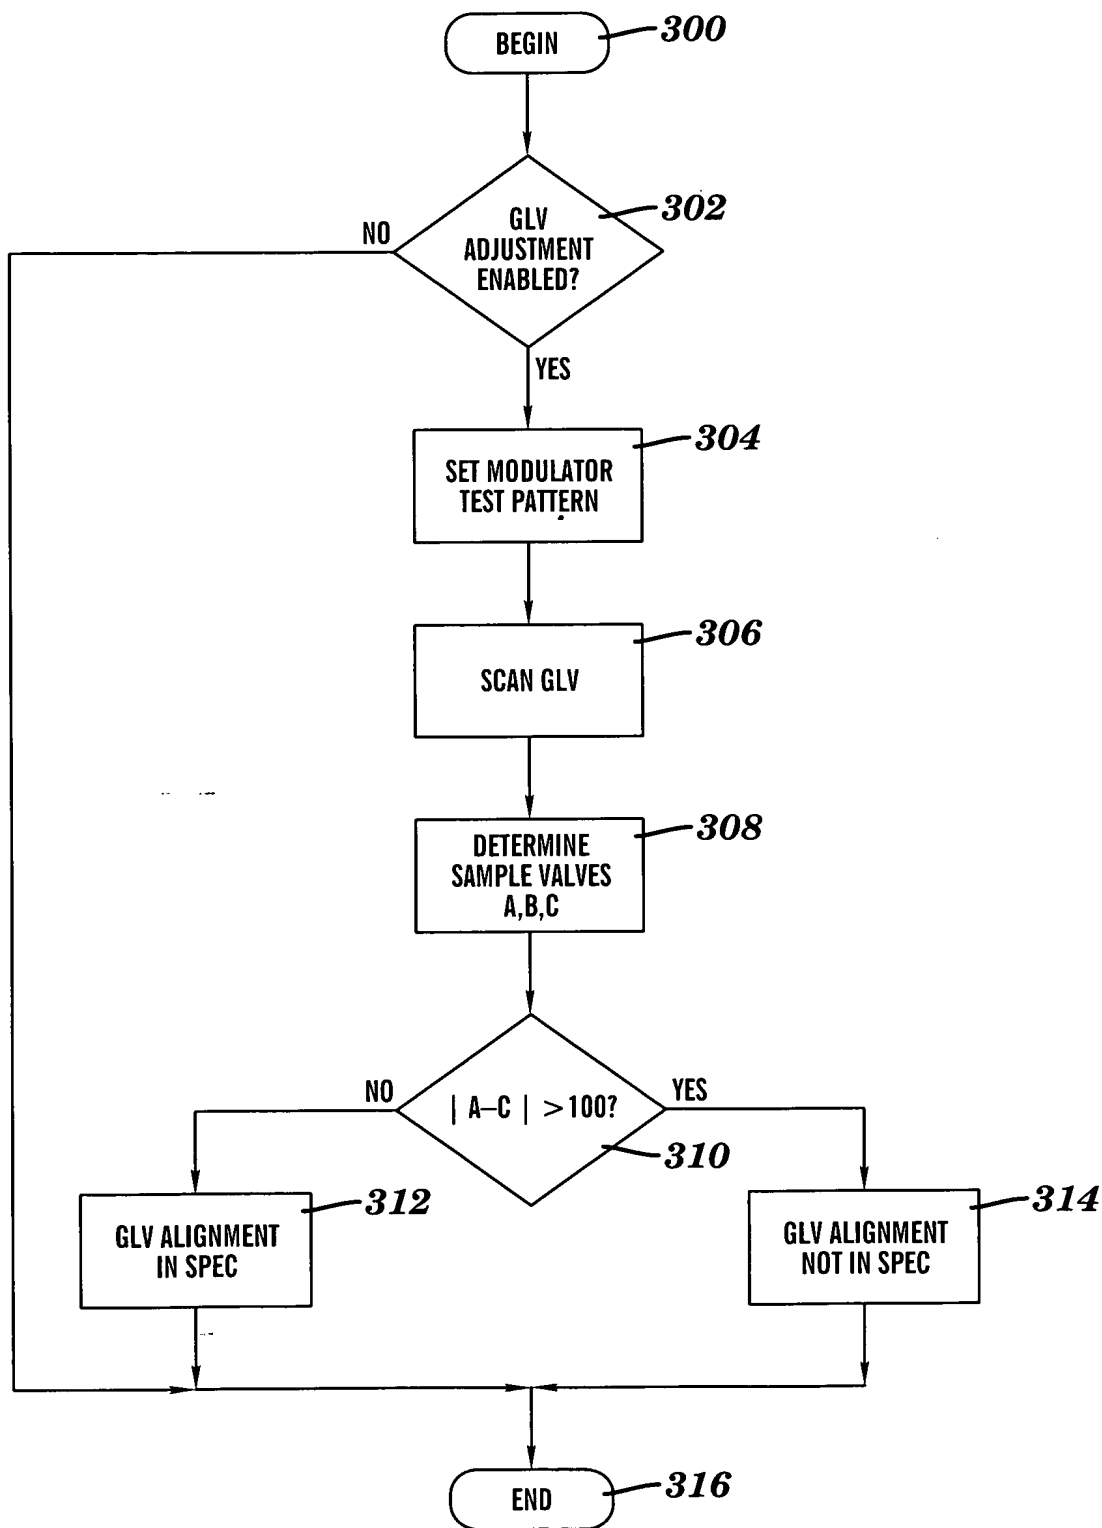 BEGIN
300
GLV
ADJUSTMENT
ENABLED?
302
NO
YES
SET MODULATOR
TEST PATTERN
304
SCAN GLV
306
DETERMINE
SAMPLE VALVES
A,B,C
308
| A–C | >100?
310
NO
YES
GLV ALIGNMENT
IN SPEC
312
GLV ALIGNMENT
NOT IN SPEC
314
END
316